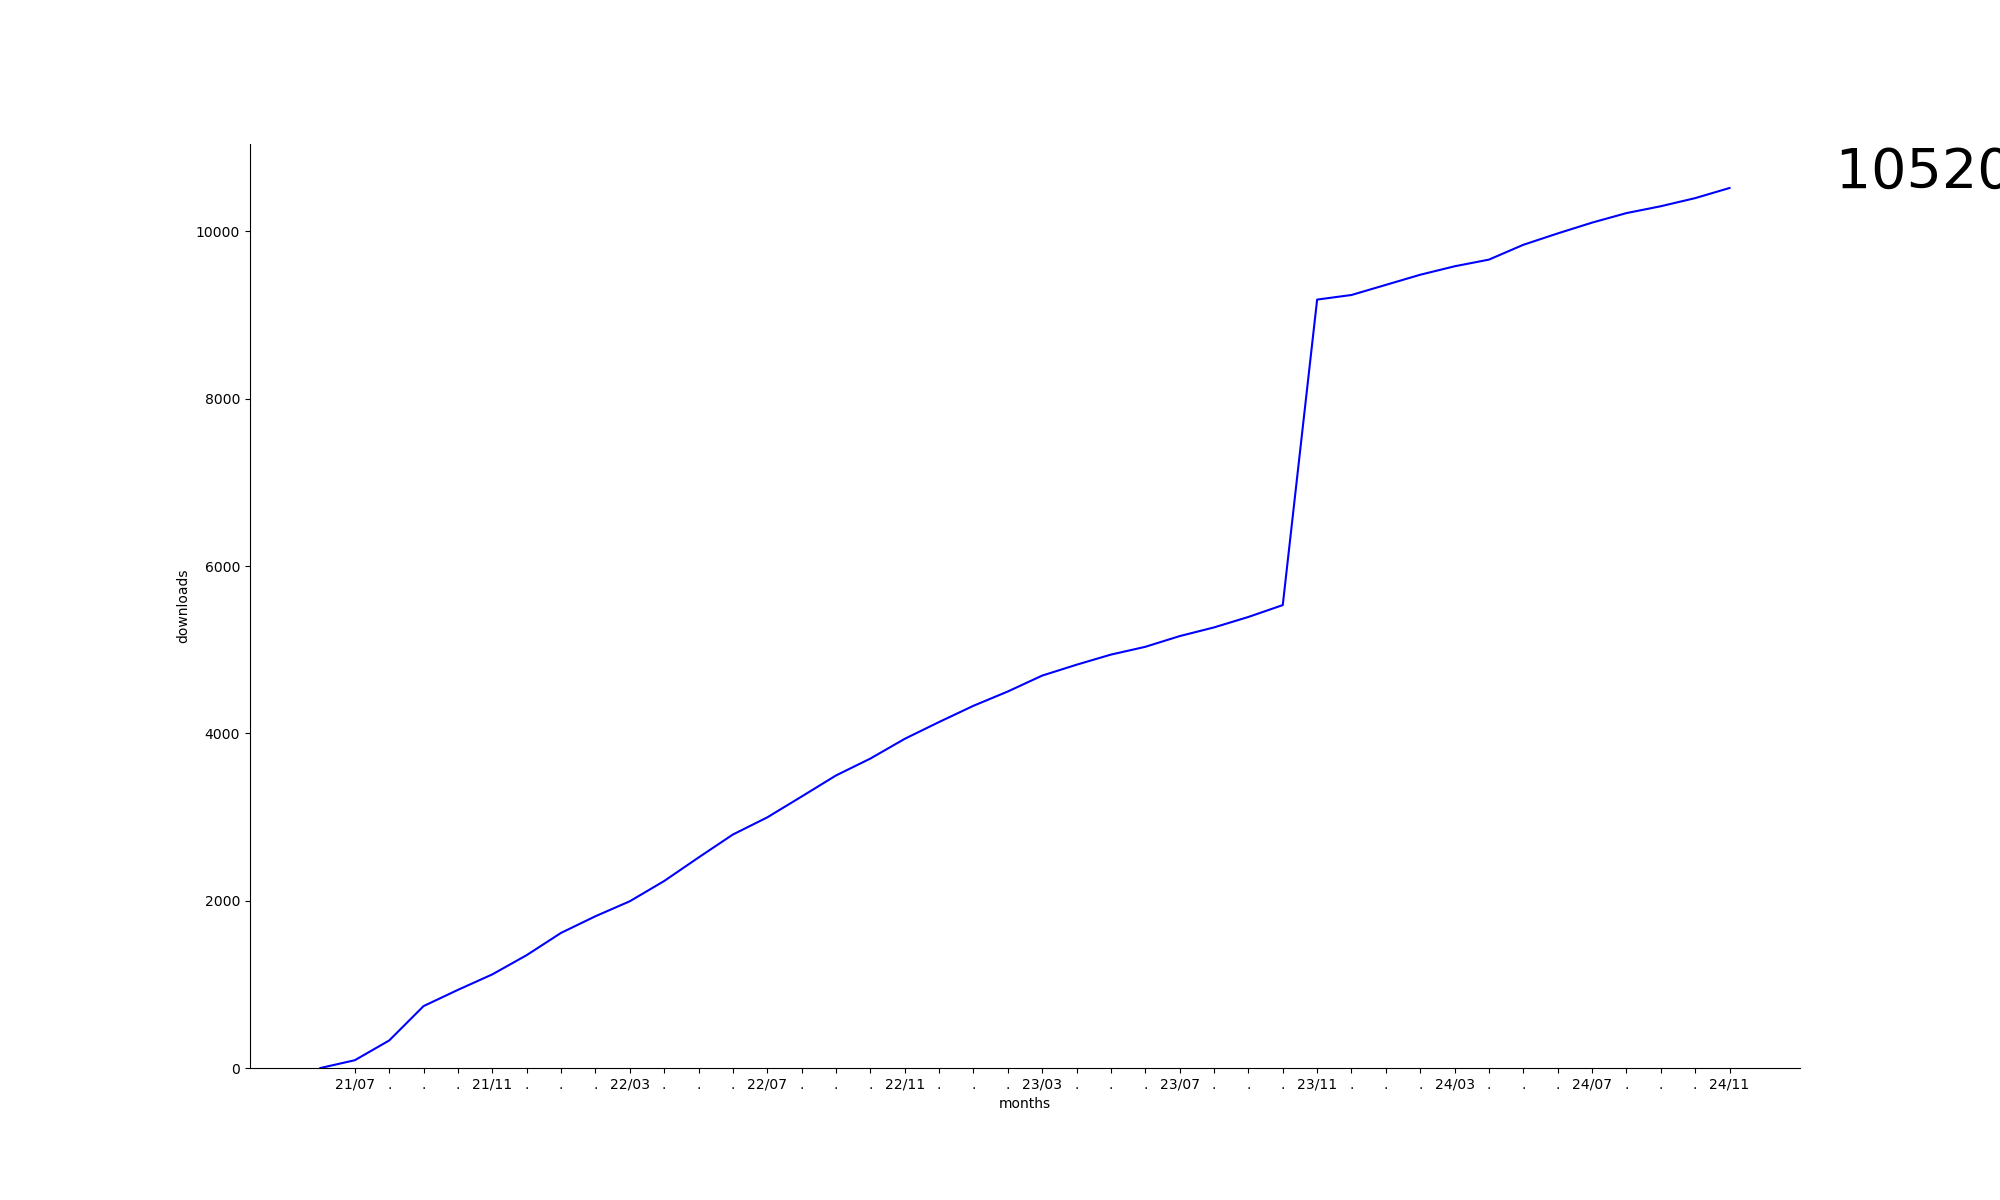 10520
10000
8000
6000
4000
2000
0
downloads
21/07 . . . 21/11 . . . 22/03 . . . 22/07 . . . 22/11 . . . 23/03 . . . 23/07 . . . 23/11 . . . 24/03 . . . 24/07 . . . 24/11
months